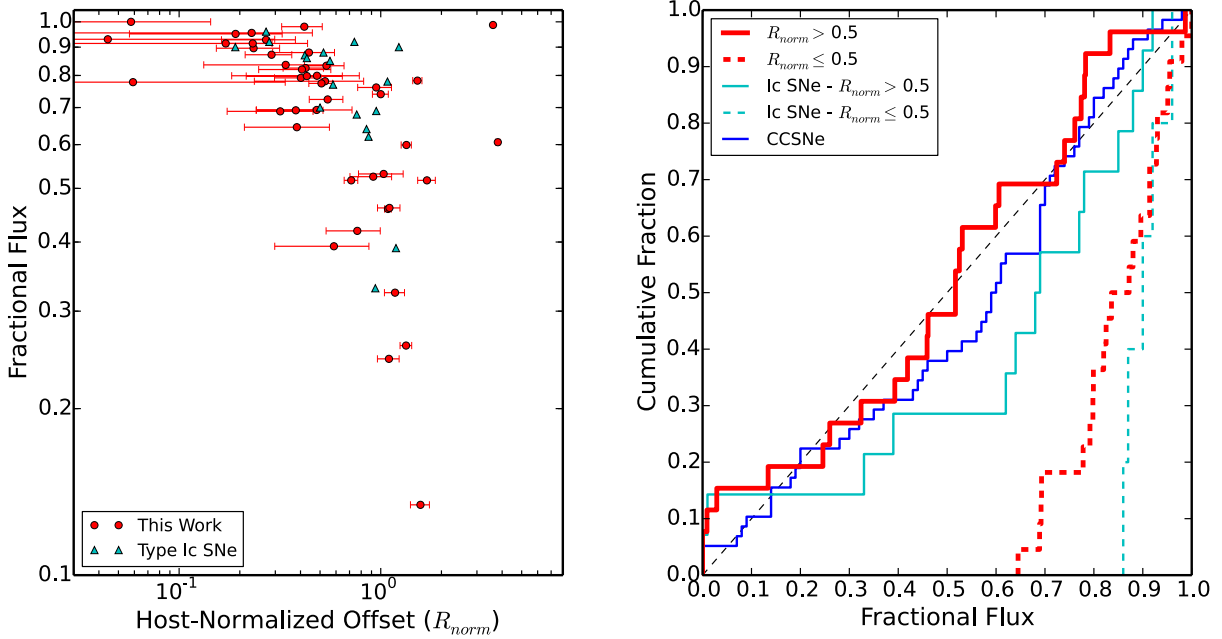 1.0
0.9
0.8
0.7
0.6
0.5
0.4
0.3
0.2
0.1
Fractional Flux
10⁻¹
10⁰
Host-Normalized Offset (R_norm)
This Work
Type Ic SNe
1.0
0.9
0.8
0.7
0.6
0.5
0.4
0.3
0.2
0.1
0.0
Cumulative Fraction
R_norm > 0.5
R_norm ≤ 0.5
Ic SNe - R_norm > 0.5
Ic SNe - R_norm ≤ 0.5
CCSNe
0.0 0.1 0.2 0.3 0.4 0.5 0.6 0.7 0.8 0.9 1.0
Fractional Flux